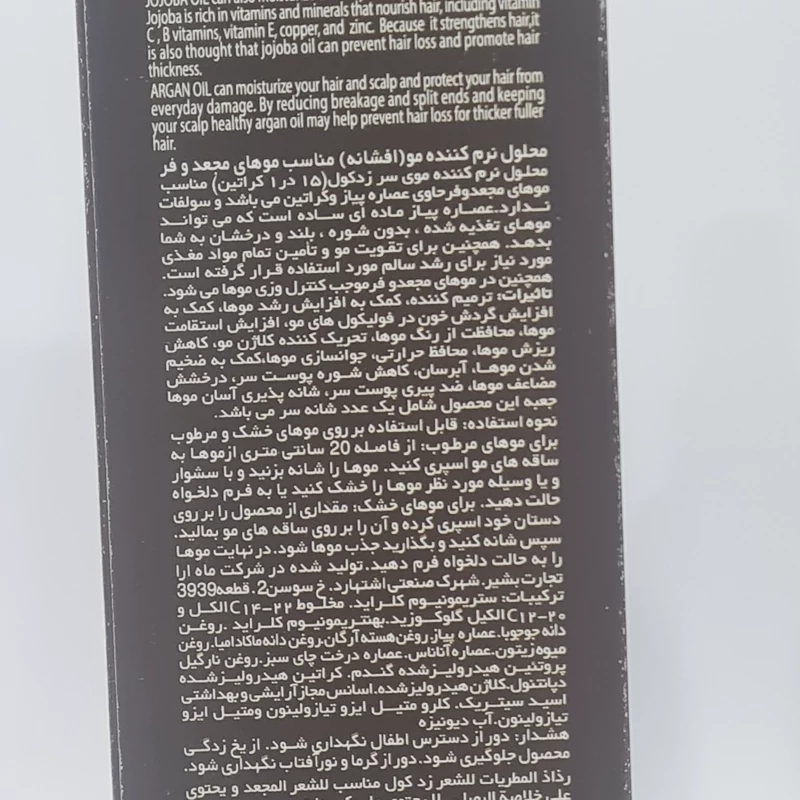 JOJOBA OIL can also moisturize
Jojoba is rich in vitamins and minerals that nourish hair, including vitamin
C , B vitamins, vitamin E, copper, and zinc. Because it strengthens hair,it
is also thought that jojoba oil can prevent hair loss and promote hair
thickness.
ARGAN OIL can moisturize your hair and scalp and protect your hair from
everyday damage. By reducing breakage and split ends and keeping
your scalp healthy argan oil may help prevent hair loss for thicker fuller
hair.
محلول نرم کننده مو(افشانه) مناسب موهای مجعد و فر
محلول نرم کننده موی سر زدکول(۱۵ در۱ کراتین) مناسب
موهای مجعدوفرحاوی عصاره پیاز وکراتین می باشد و سولفات
ندارد.عصاره پیاز ماده ای ساده است که می تواند
موهای تغذیه شده ، بدون شوره ، بلند و درخشان به شما
بدهد. همچنین برای تقویت مو و تأمین تمام مواد مغذی
مورد نیاز برای رشد سالم مورد استفاده قرار گرفته است.
همچنین در موهای مجعدو فرموجب کنترل وزی موها می شود.
تاثیرات: ترمیم کننده، کمک به افزایش رشد موها، کمک به
افزایش گردش خون در فولیکول های مو، افزایش استقامت
موها، محافظت از رنگ موها، تحریک کننده کلاژن مو، کاهش
ریزش موها، محافظ حرارتی، جوانسازی موها،کمک به ضخیم
شدن موها، آبرسان، کاهش شوره پوست سر، درخشش
مضاعف موها، ضد پیری پوست سر، شانه پذیری آسان موها
جعبه این محصول شامل یک عدد شانه سر می باشد.
نحوه استفاده: قابل استفاده بر روی موهای خشک و مرطوب
برای موهای مرطوب: از فاصله 20 سانتی متری ازموها به
ساقه های مو اسپری کنید. موها را شانه بزنید و با سشوار
و یا وسیله مورد نظر موها را خشک کنید یا به فرم دلخواه
حالت دهید. برای موهای خشک: مقداری از محصول را بر روی
دستان خود اسپری کرده و آن را بر روی ساقه های مو بمالید.
سپس شانه کنید و بگذارید جذب موها شود. در نهایت موها
را به حالت دلخواه فرم دهید. تولید شده در شرکت ماه ارا
تجارت بشیر. شهرک صنعتی اشتهارد. خ سوسن2. قطعه3939
ترکیبات: ستریمونیوم کلراید. مخلوط C۱۴-۲۲ الکل و
C۱۲-۲۰ الکیل گلوکوزید. بهنتریمونیوم کلراید .روغن
دانه جوجوبا. عصاره پیاز. روغن هسته آرگان.روغن دانه ماکادامیا. روغن
میوه زیتون. عصاره آناناس. عصاره درخت چای سبز. روغن نارگیل
پروتئین هیدرولیزشده گندم. کراتین هیدرولیزشده
دپانتنول.کلاژن هیدرولیزشده. اسانس مجاز آرایشی و بهداشتی
اسید سیتریک. کلرو متیل ایزو تیازولینون ومتیل ایزو
تیازولینون. آب دیونیزه
هشدار: دور از دسترس اطفال نگهداری شود. از یخ زدگی
محصول جلوگیری شود. دور از گرما و نورآفتاب نگهداری شود.
رذاذ المطريات للشعر زد كول مناسب للشعر المجعد و يحتوي
على خلاصة البصل